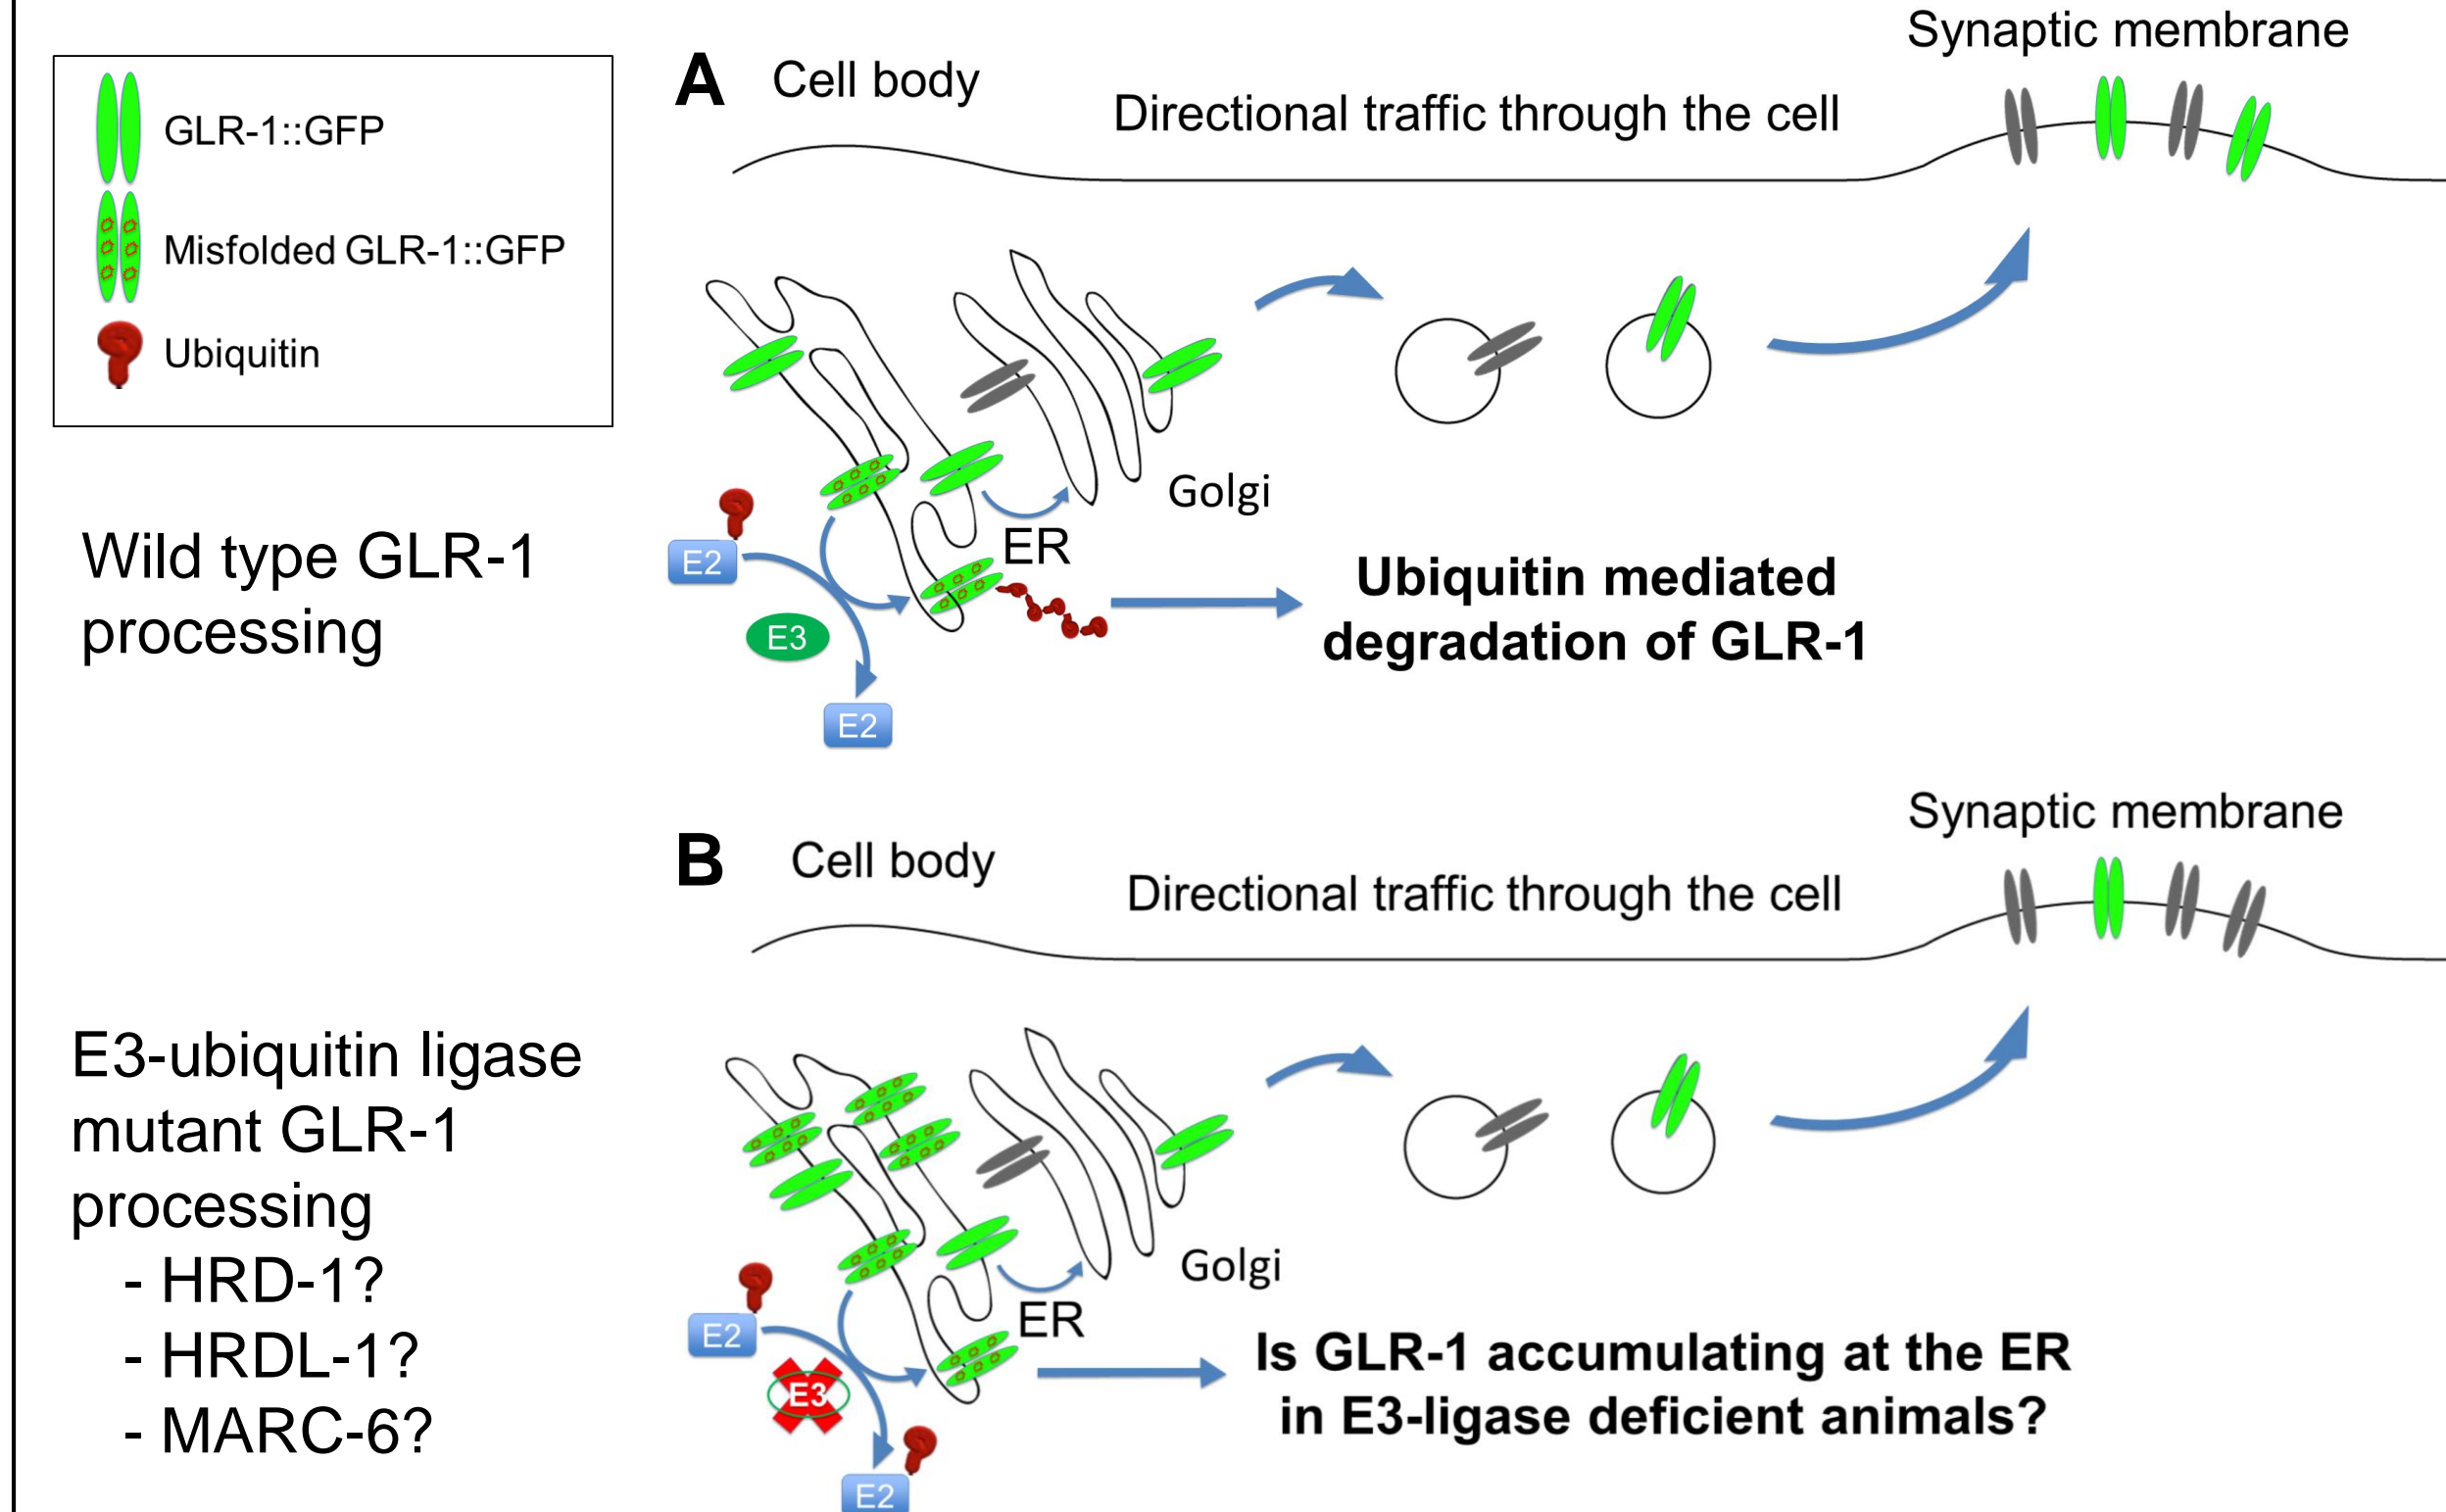 GLR-1::GFP
Misfolded GLR-1::GFP
Ubiquitin
Wild type GLR-1
processing
A
Cell body
Directional traffic through the cell
Synaptic membrane
Golgi
ER
E2
E3
E2
Ubiquitin mediated
degradation of GLR-1
E3-ubiquitin ligase
mutant GLR-1
processing
- HRD-1?
- HRDL-1?
- MARC-6?
B
Cell body
Directional traffic through the cell
Synaptic membrane
Golgi
ER
E2
E3
E2
Is GLR-1 accumulating at the ER
in E3-ligase deficient animals?